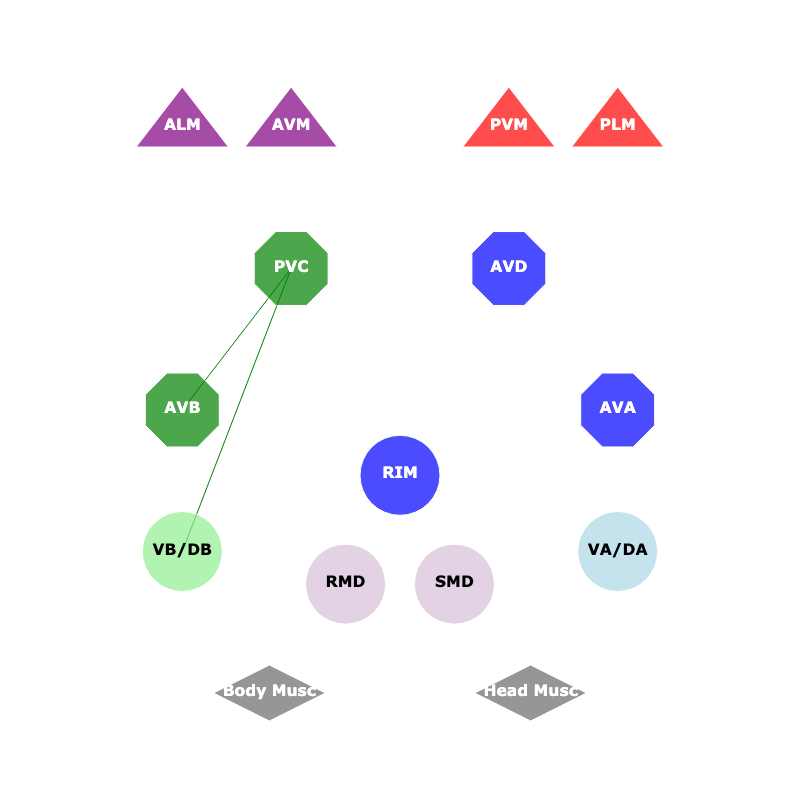 ALM
AVM
PVM
PLM
PVC
AVD
AVB
AVA
RIM
VB/DB
VA/DA
RMD
SMD
Body Musc
Head Musc